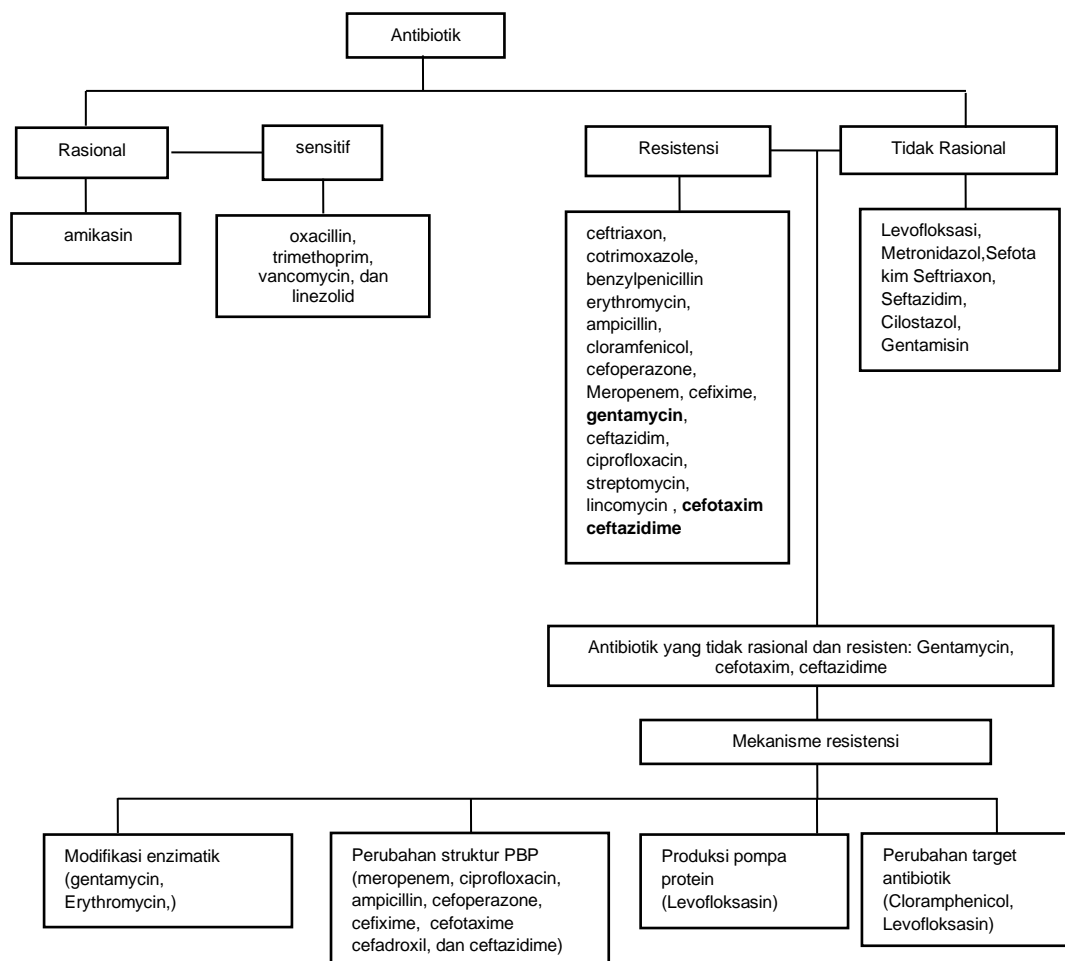 Antibiotik
Rasional
sensitif
Resistensi
Tidak Rasional
amikasin
oxacillin,
trimethoprim,
vancomycin, dan
linezolid
ceftriaxon,
cotrimoxazole,
benzylpenicillin
erythromycin,
ampicillin,
cloramfenicol,
cefoperazone,
Meropenem, cefixime,
gentamycin,
ceftazidim,
ciprofloxacin,
streptomycin,
lincomycin , cefotaxim
ceftazidime
Levofloksasi,
Metronidazol,Sefota
kim Seftriaxon,
Seftazidim,
Cilostazol,
Gentamisin
Antibiotik yang tidak rasional dan resisten: Gentamycin,
cefotaxim, ceftazidime
Mekanisme resistensi
Modifikasi enzimatik
(gentamycin,
Erythromycin,)
Perubahan struktur PBP
(meropenem, ciprofloxacin,
ampicillin, cefoperazone,
cefixime, cefotaxime
cefadroxil, dan ceftazidime)
Produksi pompa
protein
(Levofloksasin)
Perubahan target
antibiotik
(Cloramphenicol,
Levofloksasin)